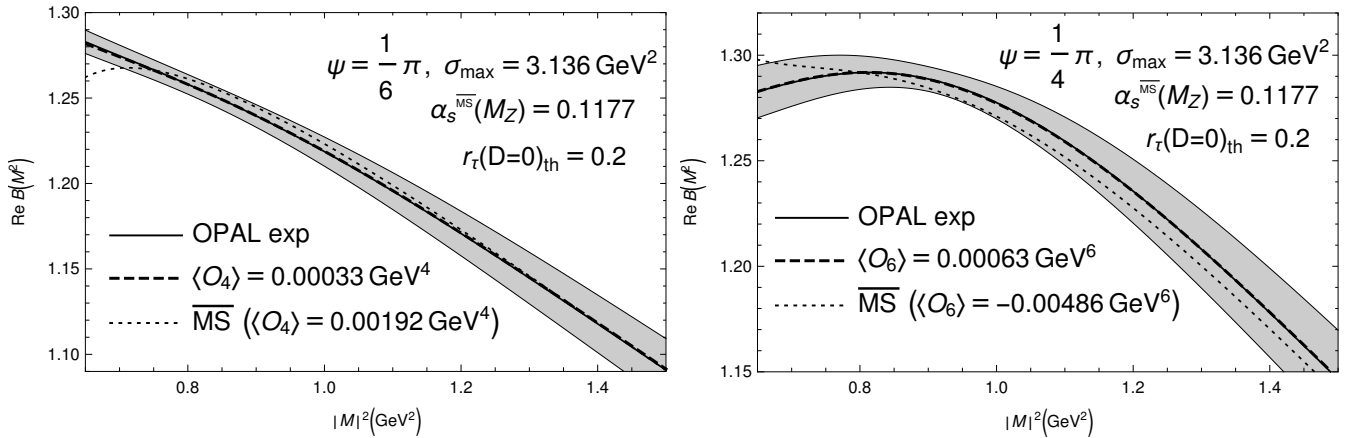 1.30
1.25
1.20
1.15
1.10
Re B(M²)
ψ = 1/6 π, σmax = 3.136 GeV²
αs^MS̅(MZ) = 0.1177
rτ(D=0)th = 0.2
OPAL exp
⟨O4⟩ = 0.00033 GeV⁴
M̅S̅ (⟨O4⟩ = 0.00192 GeV⁴)
0.8 1.0 1.2 1.4
|M|²(GeV²)
1.30
1.25
1.20
1.15
Re B(M²)
ψ = 1/4 π, σmax = 3.136 GeV²
αs^MS̅(MZ) = 0.1177
rτ(D=0)th = 0.2
OPAL exp
⟨O6⟩ = 0.00063 GeV⁶
M̅S̅ (⟨O6⟩ = −0.00486 GeV⁶)
0.8 1.0 1.2 1.4
|M|²(GeV²)